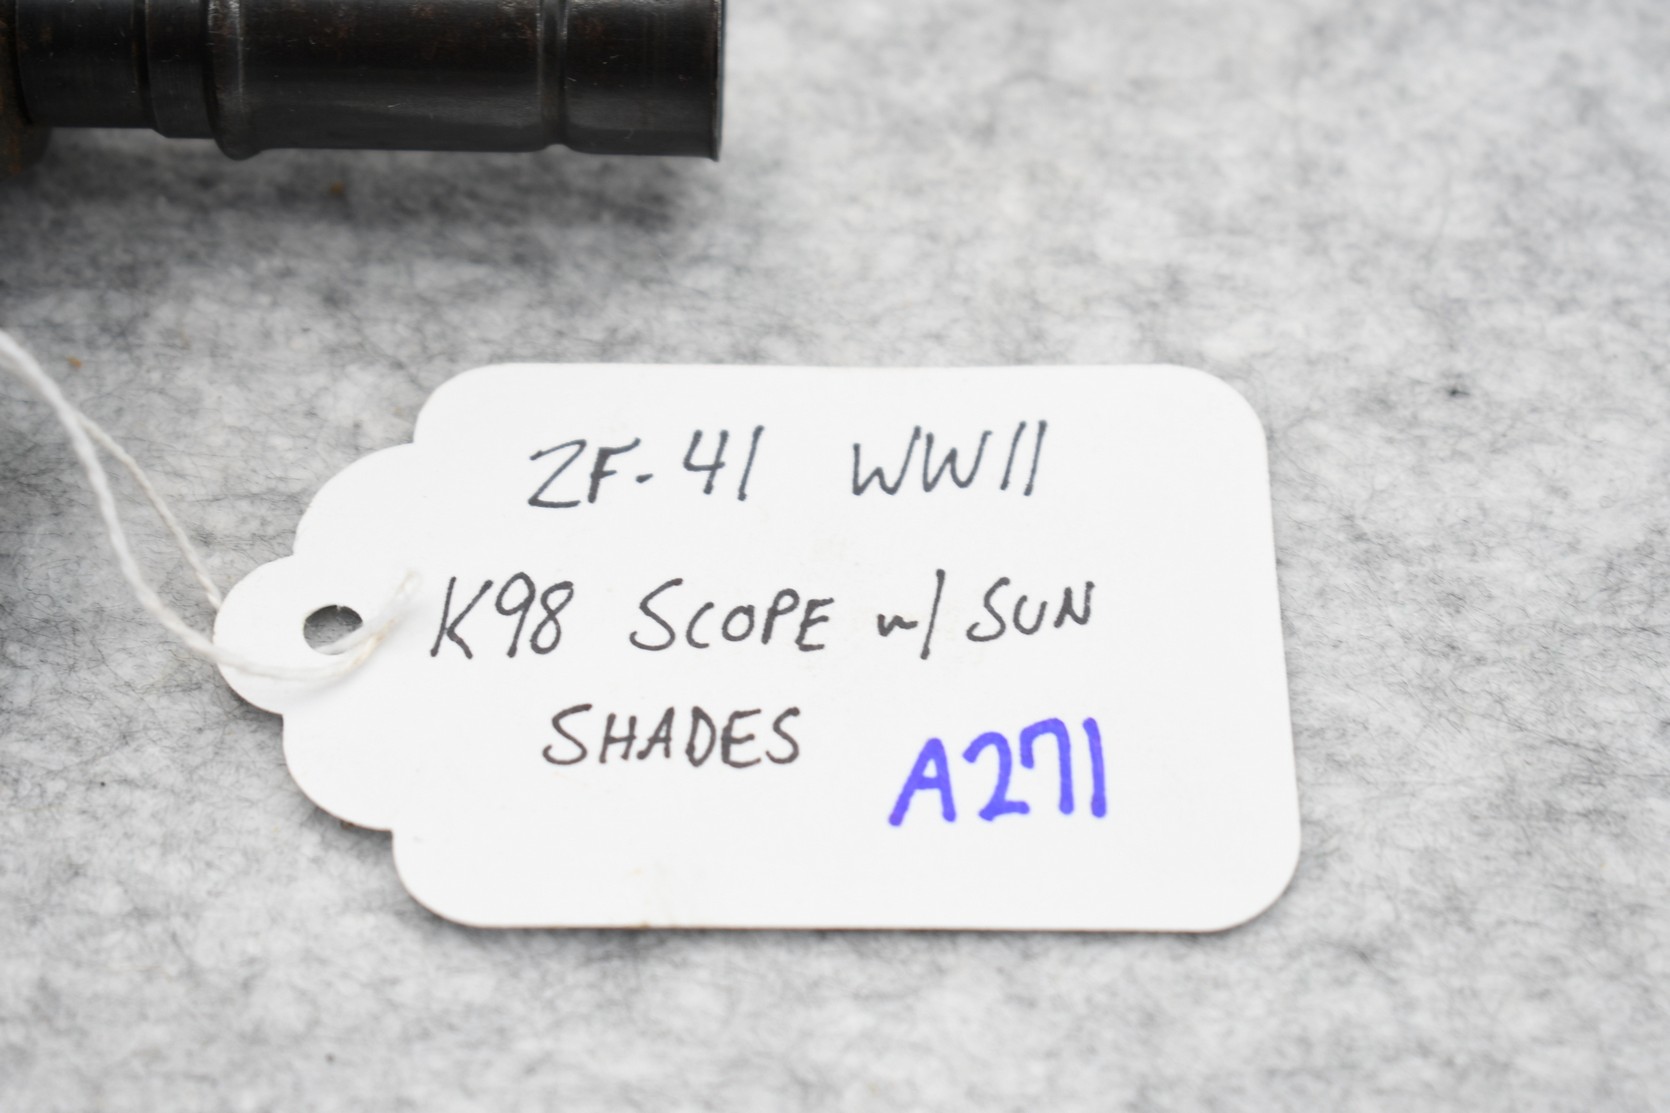 ZF-41 WWII
K98 SCOPE w/ SUN
SHADES A271